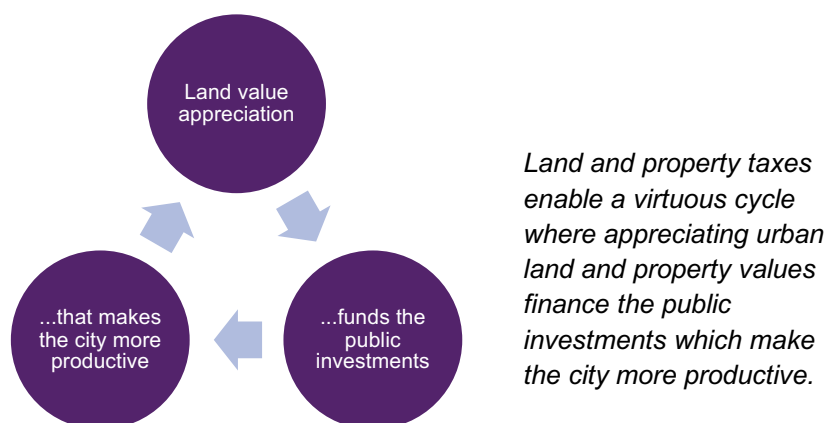 Land value
appreciation
...funds the
public
investments
...that makes
the city more
productive
Land and property taxes
enable a virtuous cycle
where appreciating urban
land and property values
finance the public
investments which make
the city more productive.